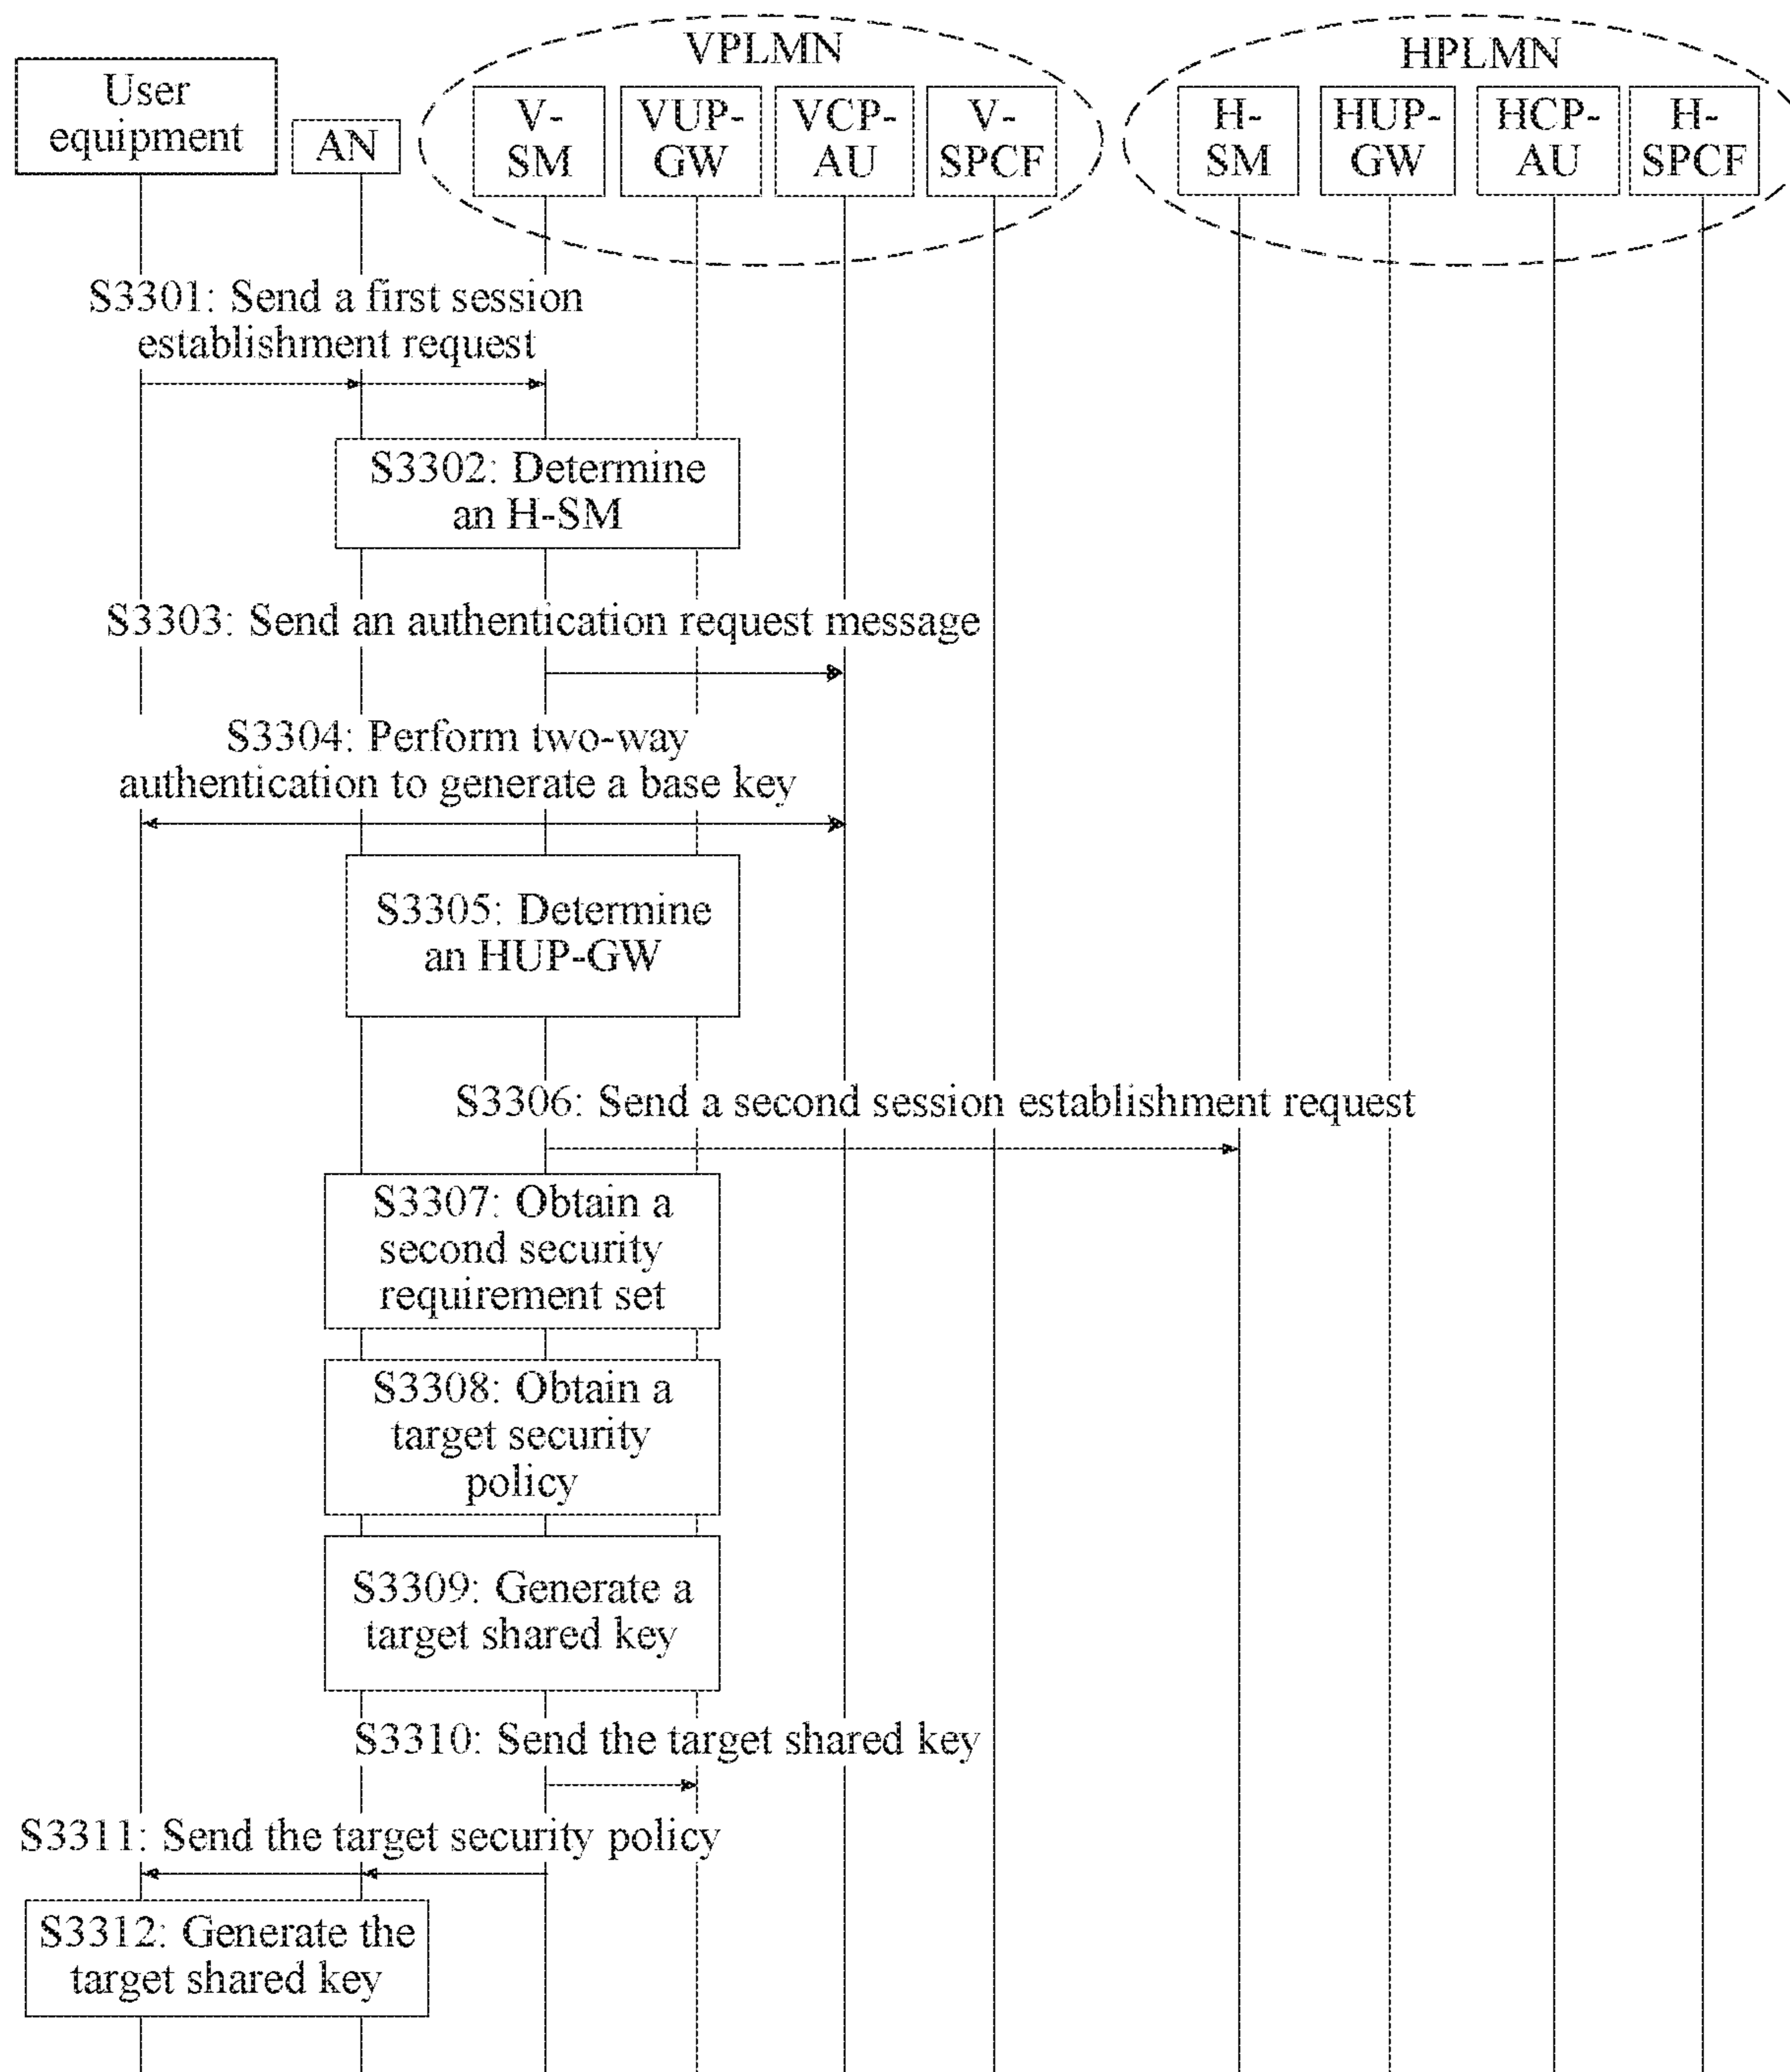 VPLMN
HPLMN
User
equipment
AN
V-
SM
VUP-
GW
VCP-
AU
V-
SPCF
H-
SM
HUP-
GW
HCP-
AU
H-
SPCF
S3301: Send a first session
establishment request
S3302: Determine
an H-SM
S3303: Send an authentication request message
S3304: Perform two-way
authentication to generate a base key
S3305: Determine
an HUP-GW
S3306: Send a second session establishment request
S3307: Obtain a
second security
requirement set
S3308: Obtain a
target security
policy
S3309: Generate a
target shared key
S3310: Send the target shared key
S3311: Send the target security policy
S3312: Generate the
target shared key